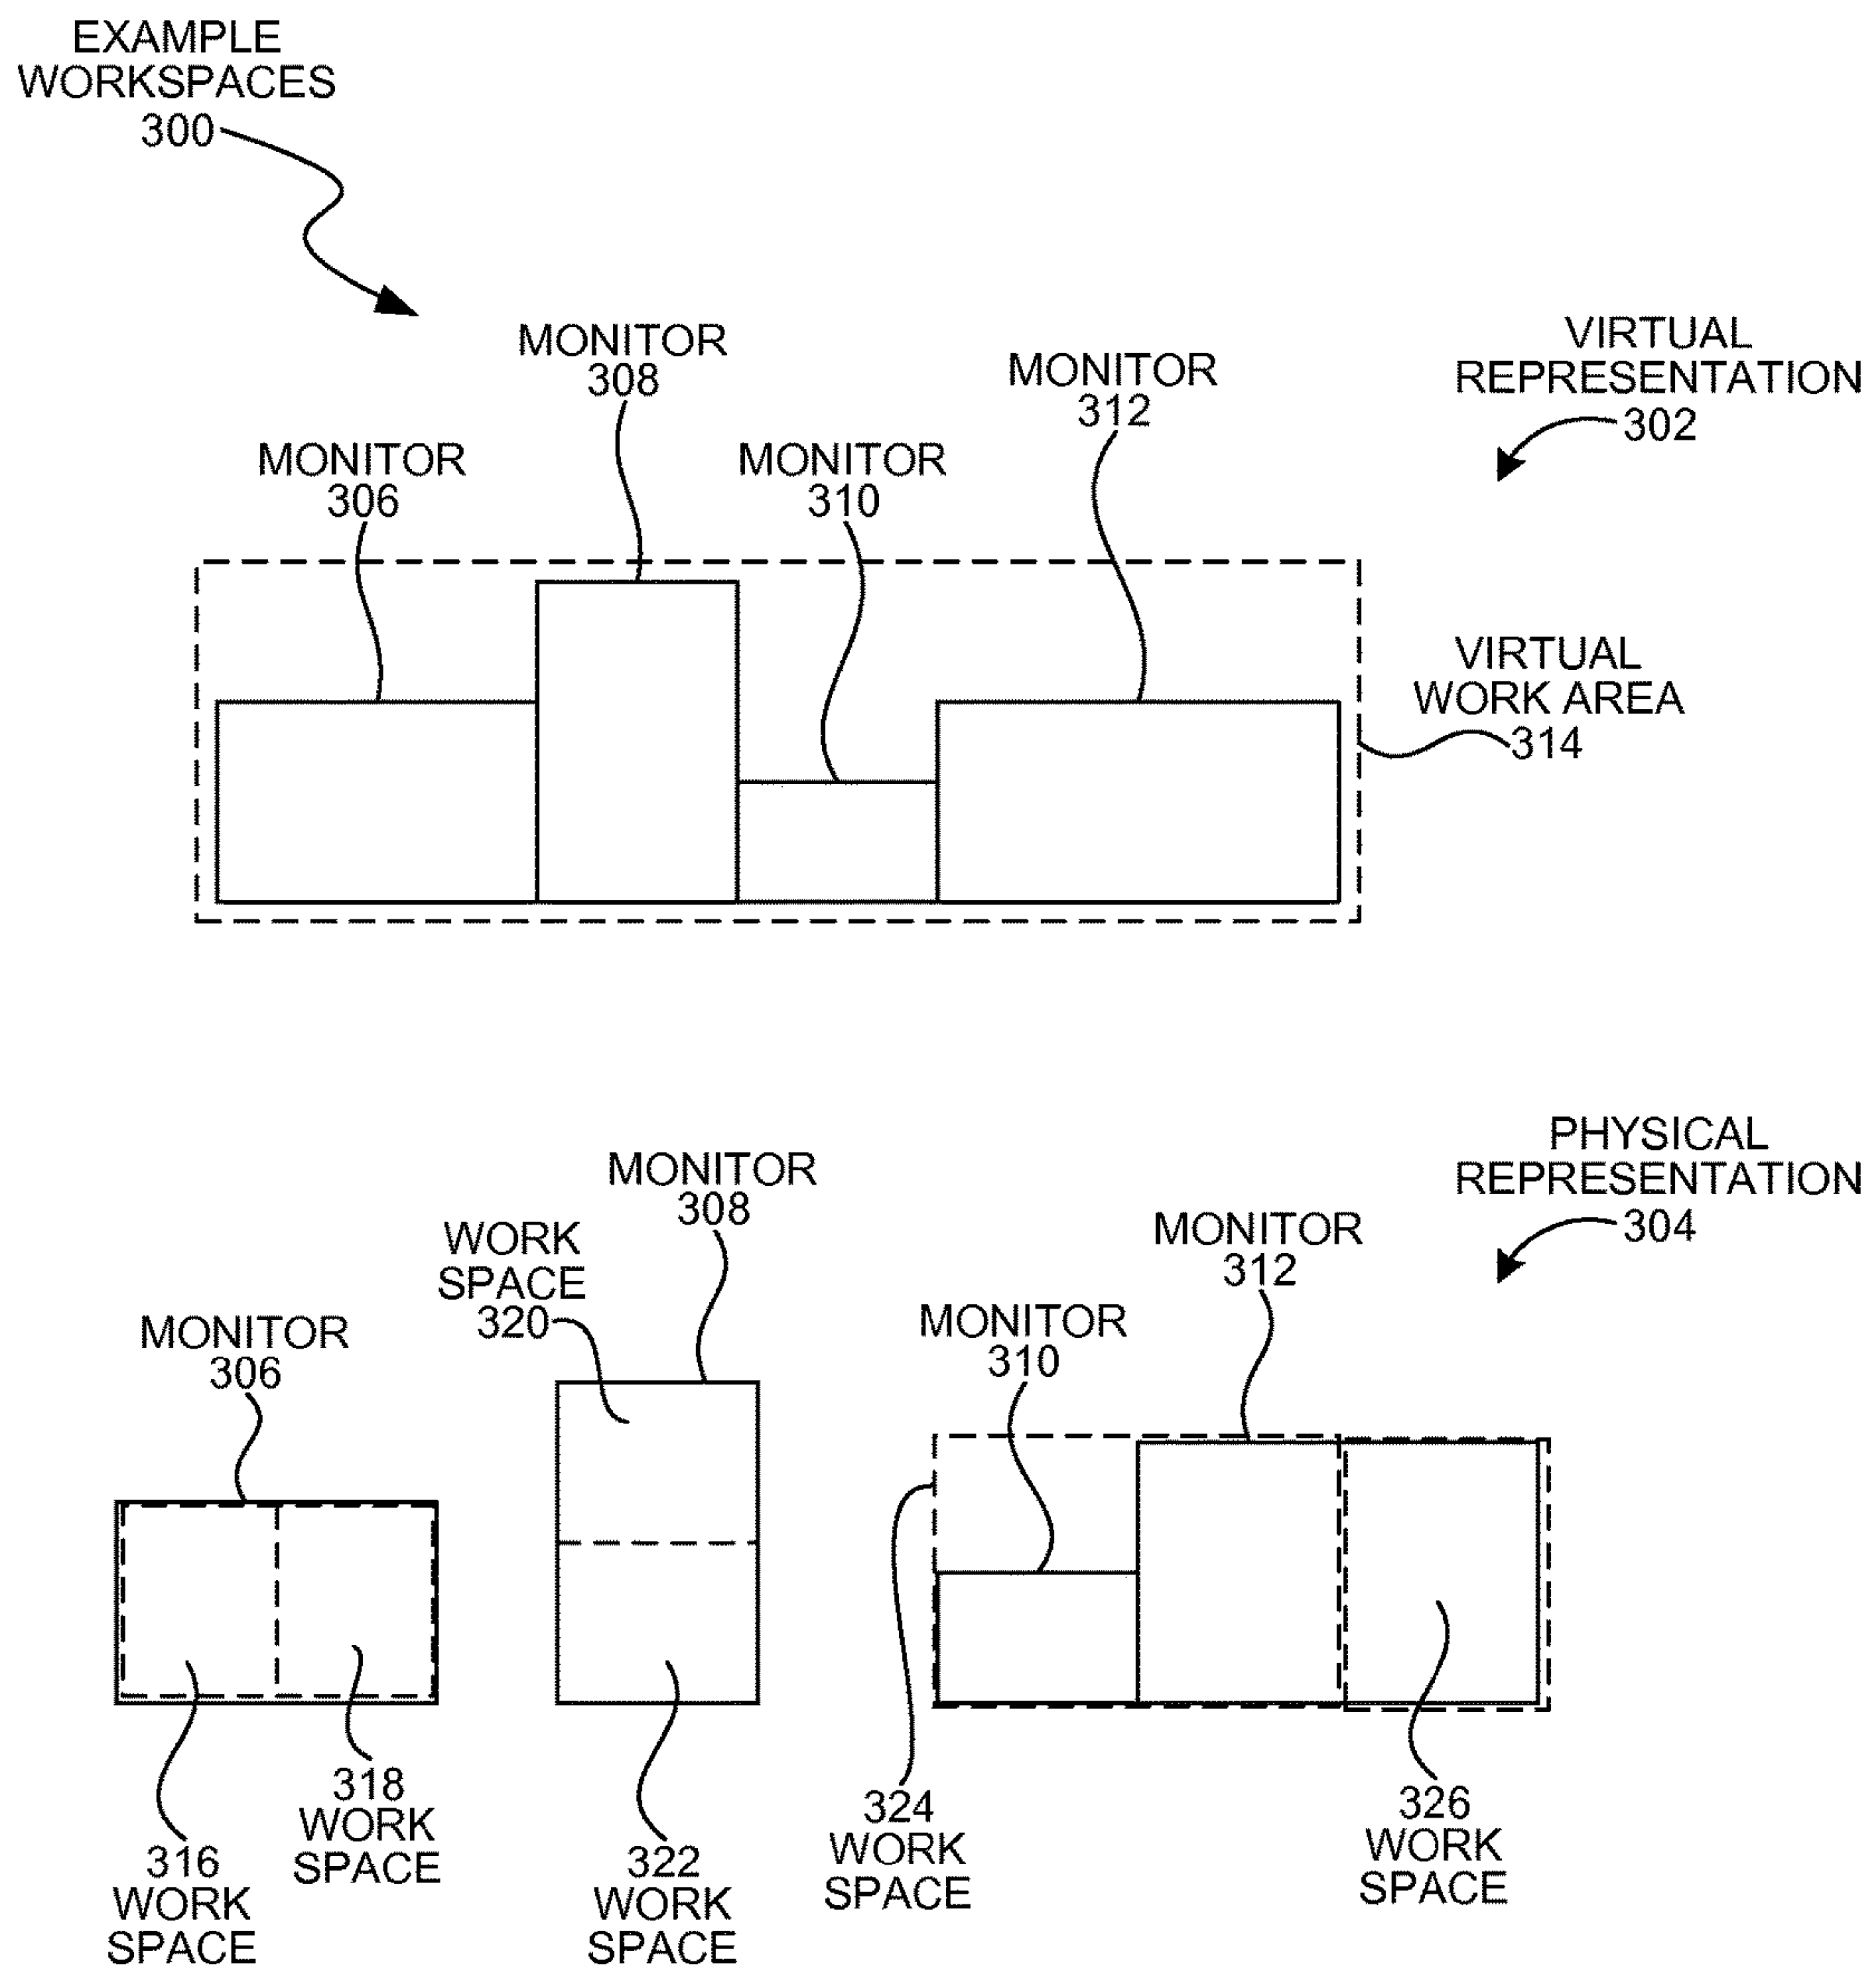 EXAMPLE
WORKSPACES
300
MONITOR
308
MONITOR
312
VIRTUAL
REPRESENTATION
302
MONITOR
306
MONITOR
310
VIRTUAL
WORK AREA
314
PHYSICAL
REPRESENTATION
304
MONITOR
308
WORK
SPACE
320
MONITOR
312
MONITOR
306
MONITOR
310
318
WORK
SPACE
316
WORK
SPACE
322
WORK
SPACE
324
WORK
SPACE
326
WORK
SPACE